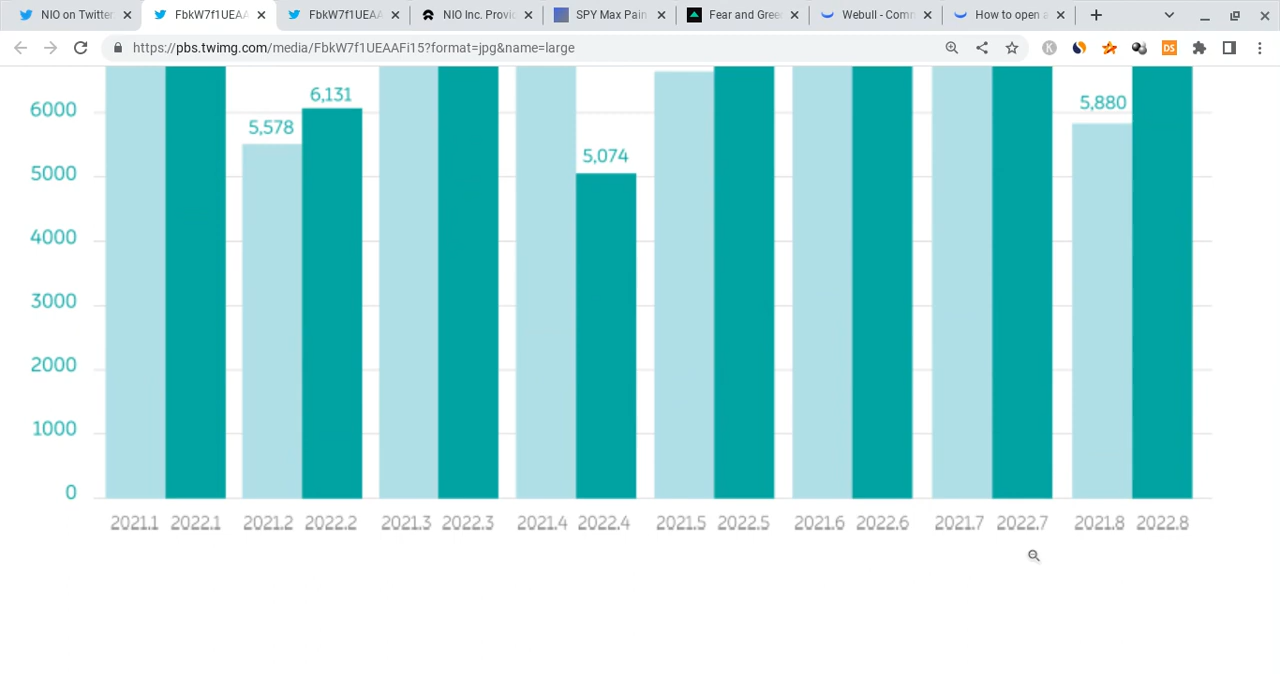 NIO on Twitter
FbkW7f1UEAA
FbkW7f1UEAA
NIO Inc. Provid
SPY Max Pain
Fear and Gree
Webull - Comm
How to open a
https://pbs.twimg.com/media/FbkW7f1UEAAFi15?format=jpg&name=large
K
DS
6000
5,578
6,131
5,074
5,880
5000
4000
3000
2000
1000
0
2021.1 2022.1 2021.2 2022.2 2021.3 2022.3 2021.4 2022.4 2021.5 2022.5 2021.6 2022.6 2021.7 2022.7 2021.8 2022.8